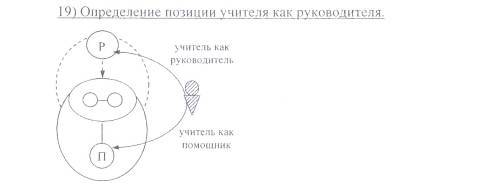 19) Определение позиции учителя как руководителя.
Р
учитель как
руководитель
учитель как
помощник
П